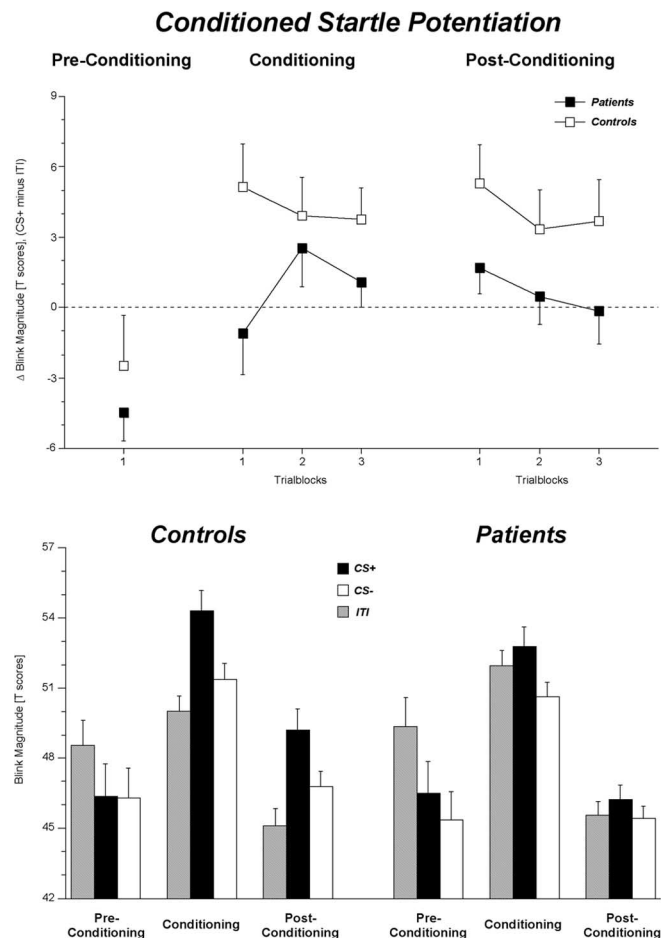 Conditioned Startle Potentiation
Pre-Conditioning Conditioning Post-Conditioning
9
6
3
0
-3
-6
Δ Blink Magnitude [T scores], (CS+ minus ITI)
Patients
Controls
1 1 2 3 1 2 3
Trialblocks Trialblocks
Controls Patients
57
54
51
48
45
42
Blink Magnitude [T scores]
CS+
CS-
ITI
Pre- Conditioning Post- Pre- Conditioning Post-
Conditioning Conditioning Conditioning Conditioning